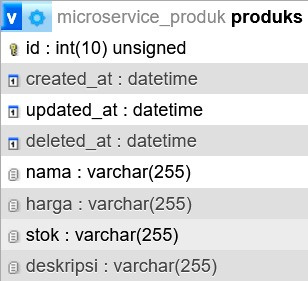 v microservice_produk produks
id : int(10) unsigned
created_at : datetime
updated_at : datetime
deleted_at : datetime
nama : varchar(255)
harga : varchar(255)
stok : varchar(255)
deskripsi : varchar(255)